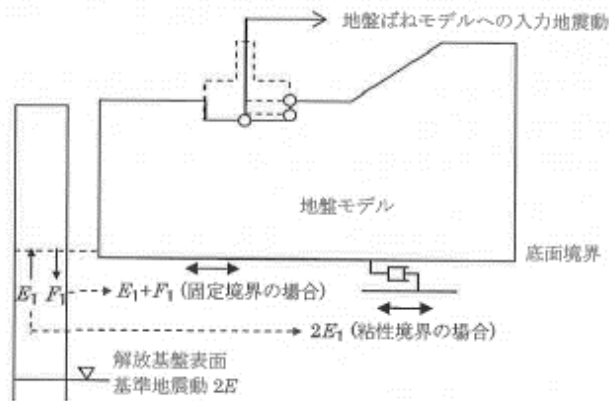 地盤ばねモデルへの入力地震動
地盤モデル
底面境界
E₁ F₁
E₁+F₁ (固定境界の場合)
2E₁ (粘性境界の場合)
解放基盤表面
基準地震動 2E